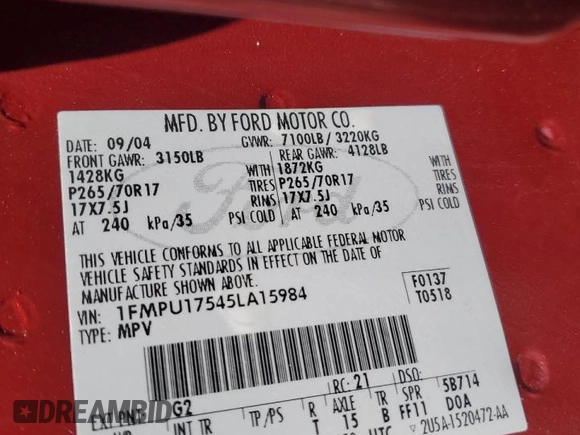 MFD. BY FORD MOTOR CO.
DATE: 09/04 GVWR: 7100LB/ 3220KG
FRONT GAWR: 3150LB REAR GAWR: 4128LB
1428KG WITH 1872KG WITH
P265/70R17 TIRES P265/70R17 TIRES
17X7.5J RIMS 17X7.5J RIMS
AT 240 kPa/35 PSI COLD AT 240 kPa/35 PSI COLD
Ford
THIS VEHICLE CONFORMS TO ALL APPLICABLE FEDERAL MOTOR
VEHICLE SAFETY STANDARDS IN EFFECT ON THE DATE OF
MANUFACTURE SHOWN ABOVE.
VIN: 1FMPU17545LA15984 F0137
TYPE: MPV T0518
EXT PNT: G2 RC: 21 DSO:
INT TR TP/PS R AXLE TR SPR 5B714
T 15 B FF11 DOA
UTC 2U5A-1520472-AA
DREAMBID